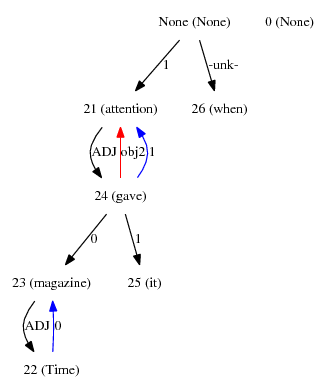 None (None) 0 (None)
1 -unk-
21 (attention) 26 (when)
ADJ obj2 1
24 (gave)
0 1
23 (magazine) 25 (it)
ADJ 0
22 (Time)